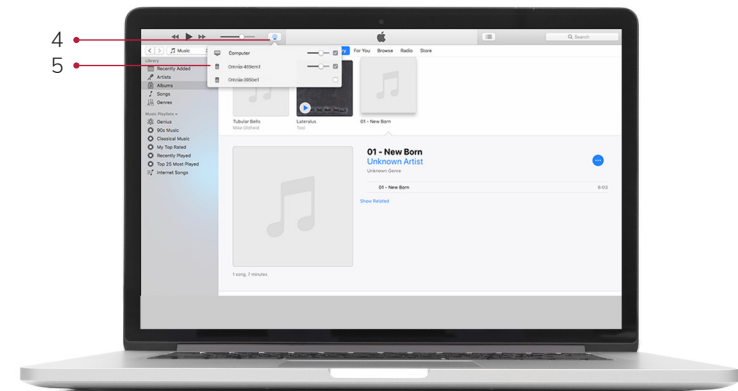 4
5
Music
Search
Computer
For You Browse Radio Store
Library
Recently Added
Artists
Albums
Songs
Genres
Music Playlists
Genius
90s Music
Classical Music
My Top Rated
Recently Played
Top 25 Most Played
Internet Songs
Tubular Bells
Mike Oldfield
Lateralus
Tool
01 - New Born
01 - New Born
Unknown Artist
Unknown Genre
01 - New Born 6:03
Show Related
1 song, 7 minutes